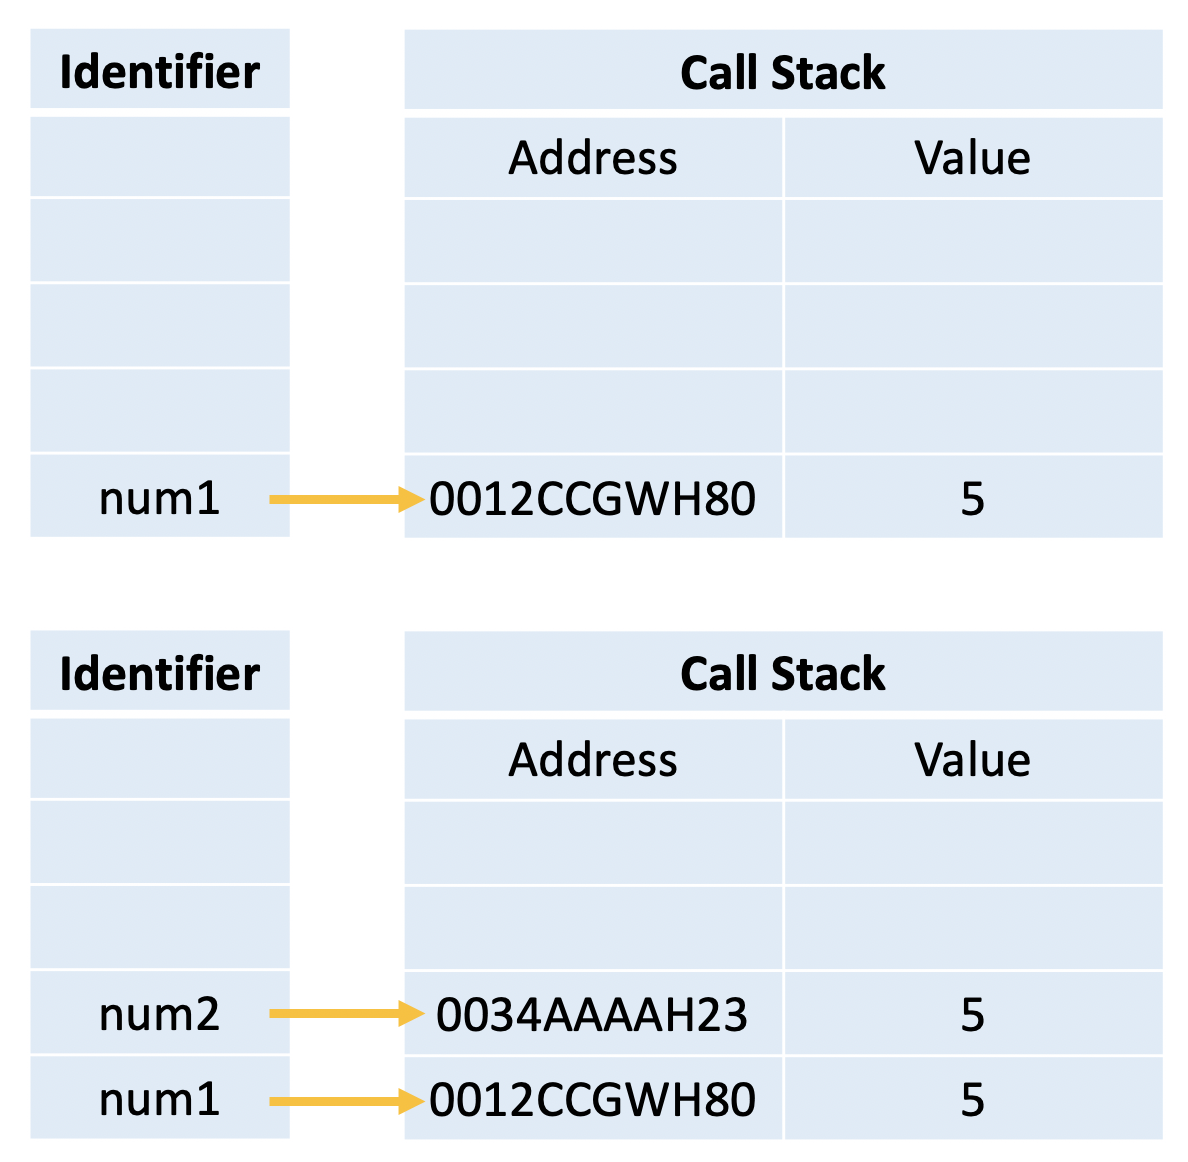 Identifier Call Stack
Address Value
num1 0012CCGWH80 5
Identifier Call Stack
Address Value
num2 0034AAAAH23 5
num1 0012CCGWH80 5